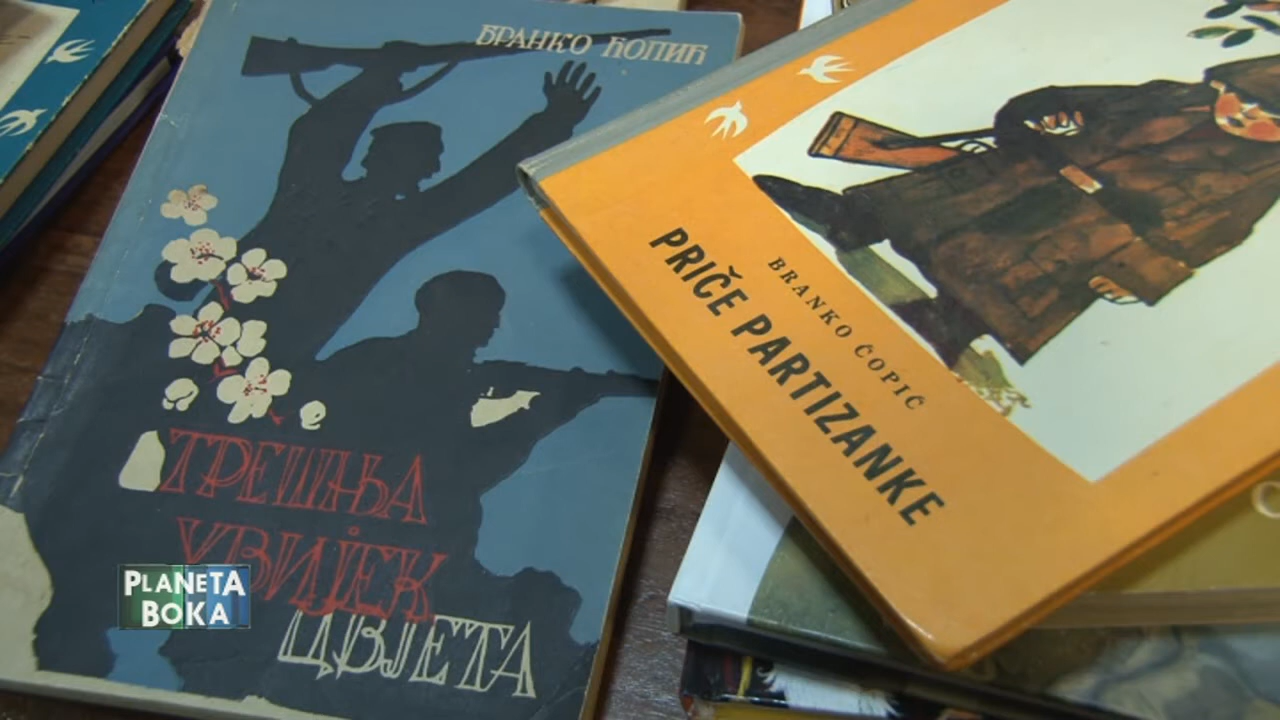 БРАНКО ЋОПИЋ
ТРЕШЊА
УВИЈЕК
ЦВЈЕТА
BRANKO ĆOPIĆ
PRIČE PARTIZANKE
PLANETA
BOKA